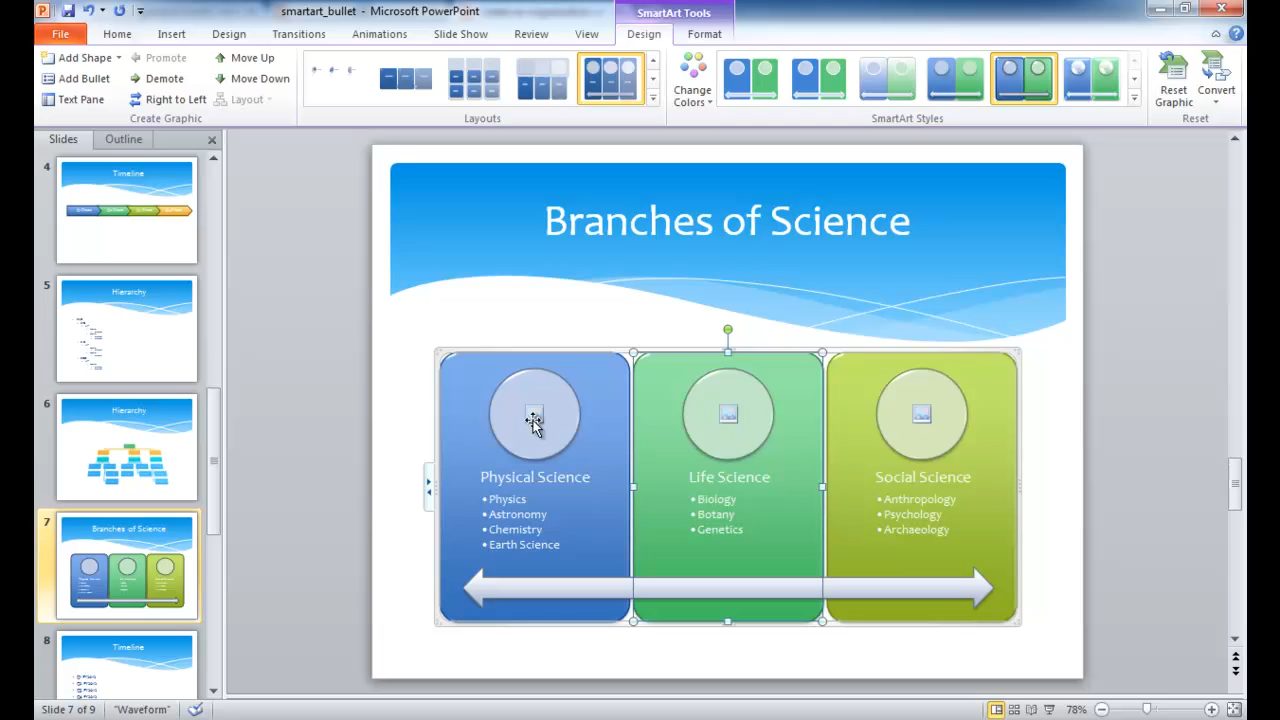 smartart_bullet - Microsoft PowerPoint
SmartArt Tools
File Home Insert Design Transitions Animations Slide Show Review View Design Format
Add Shape Promote Move Up
Add Bullet Demote Move Down
Text Pane Right to Left Layout
Create Graphic
Layouts
Change
Colors
SmartArt Styles
Reset
Graphic
Convert
Reset
Slides Outline
4
Timeline
5
Hierarchy
6
Hierarchy
7
Branches of Science
8
Timeline
Branches of Science
Physical Science
• Physics
• Astronomy
• Chemistry
• Earth Science
Life Science
• Biology
• Botany
• Genetics
Social Science
• Anthropology
• Psychology
• Archaeology
Slide 7 of 9 "Waveform" 78%